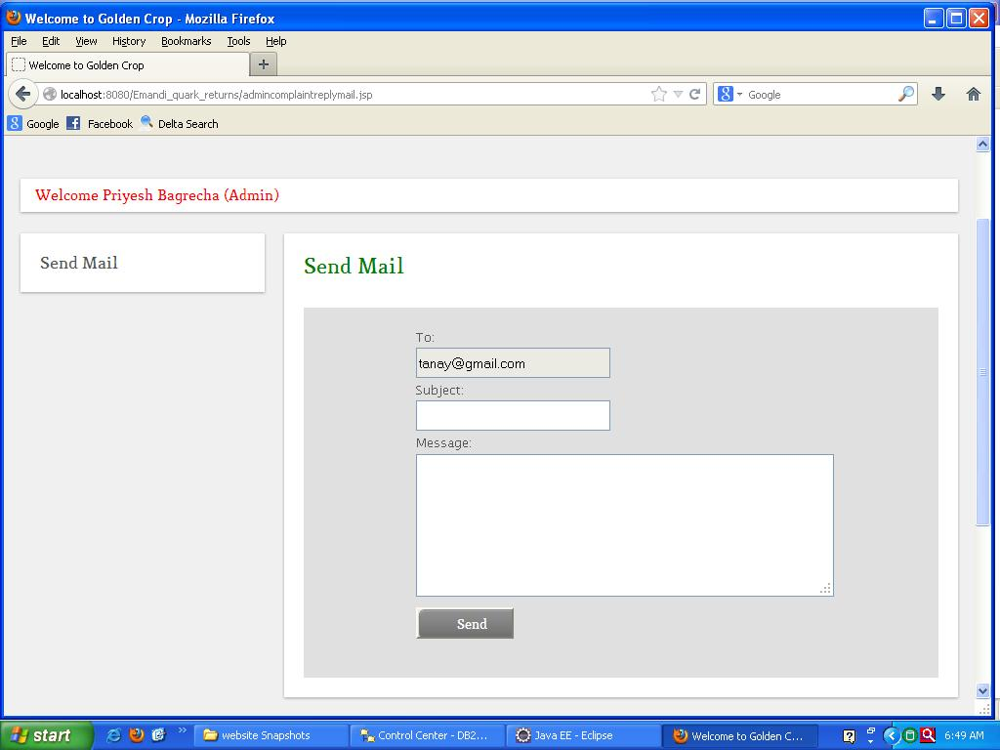 Welcome to Golden Crop - Mozilla Firefox
File Edit View History Bookmarks Tools Help
Welcome to Golden Crop
localhost:8080/Emandi_quark_returns/admincomplaintreplymail.jsp
Google
Google Facebook Delta Search
Welcome Priyesh Bagrecha (Admin)
Send Mail
Send Mail
To:
tanay@gmail.com
Subject:
Message:
Send
start website Snapshots Control Center - DB2... Java EE - Eclipse Welcome to Golden C... 6:49 AM